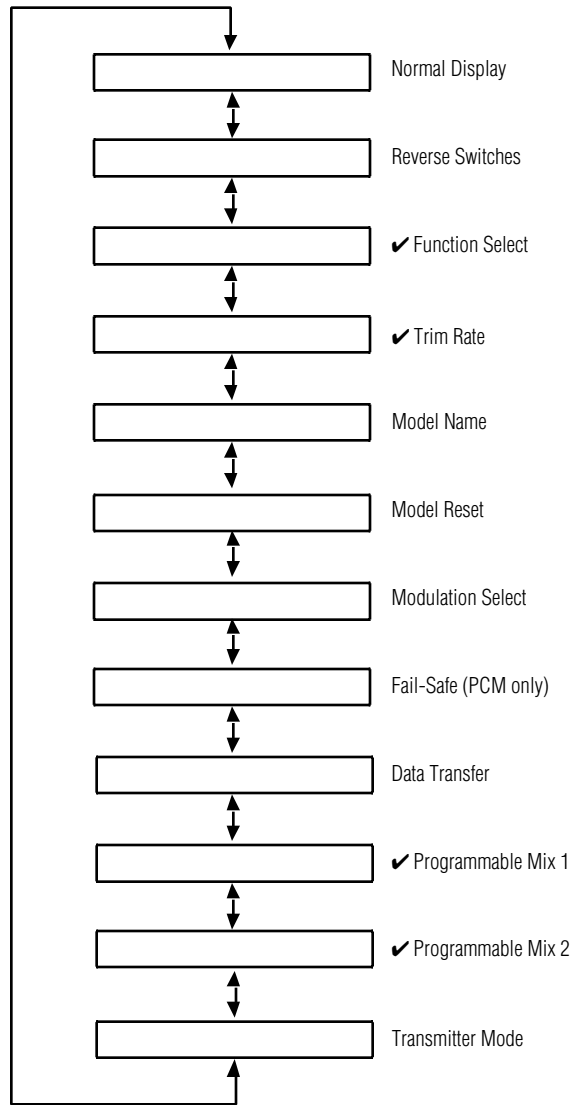 Normal Display
Reverse Switches
✔ Function Select
✔ Trim Rate
Model Name
Model Reset
Modulation Select
Fail-Safe (PCM only)
Data Transfer
✔ Programmable Mix 1
✔ Programmable Mix 2
Transmitter Mode